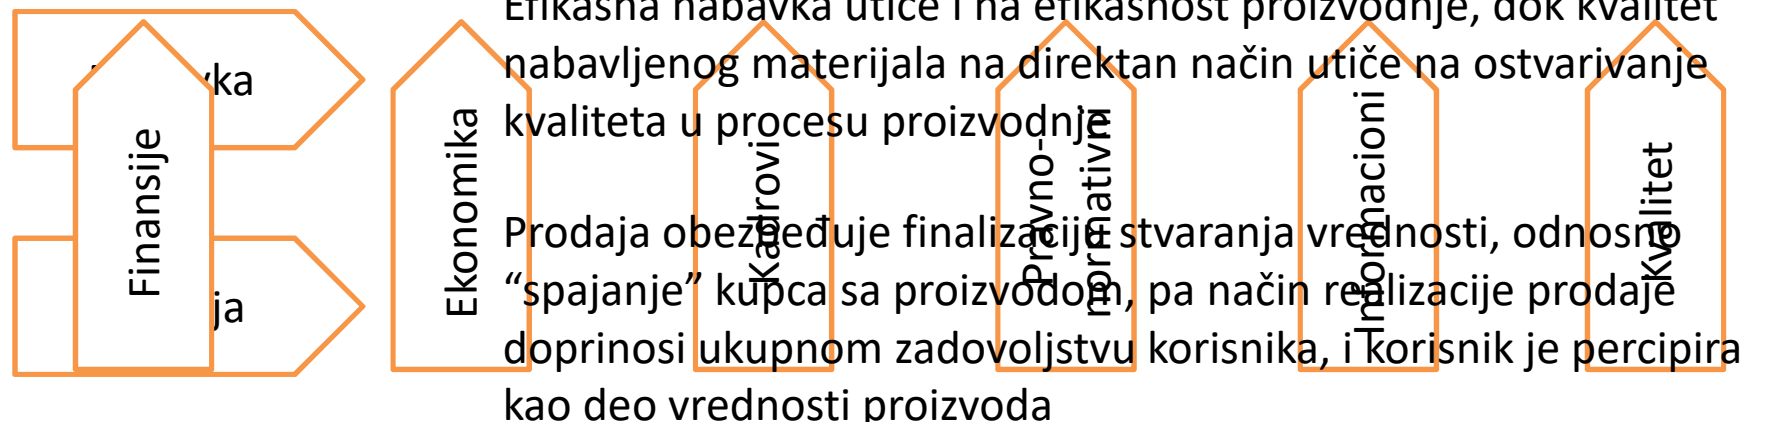 Efikasna nabavka utiče i na efikasnost proizvodnje, dok kvalitet
nabavljenog materijala na direktan način utiče na ostvarivanje
kvaliteta u procesu proizvodnje
Prodaja obezbeđuje finalizaciju stvaranja vrednosti, odnosno
“spajanje” kupca sa proizvodom, pa način realizacije prodaje
doprinosi ukupnom zadovoljstvu korisnika, i korisnik je percipira
kao deo vrednosti proizvoda
Finansije
Ekonomika
Kadrovi
Pravno-
normativni
Informacioni
Kvalitet